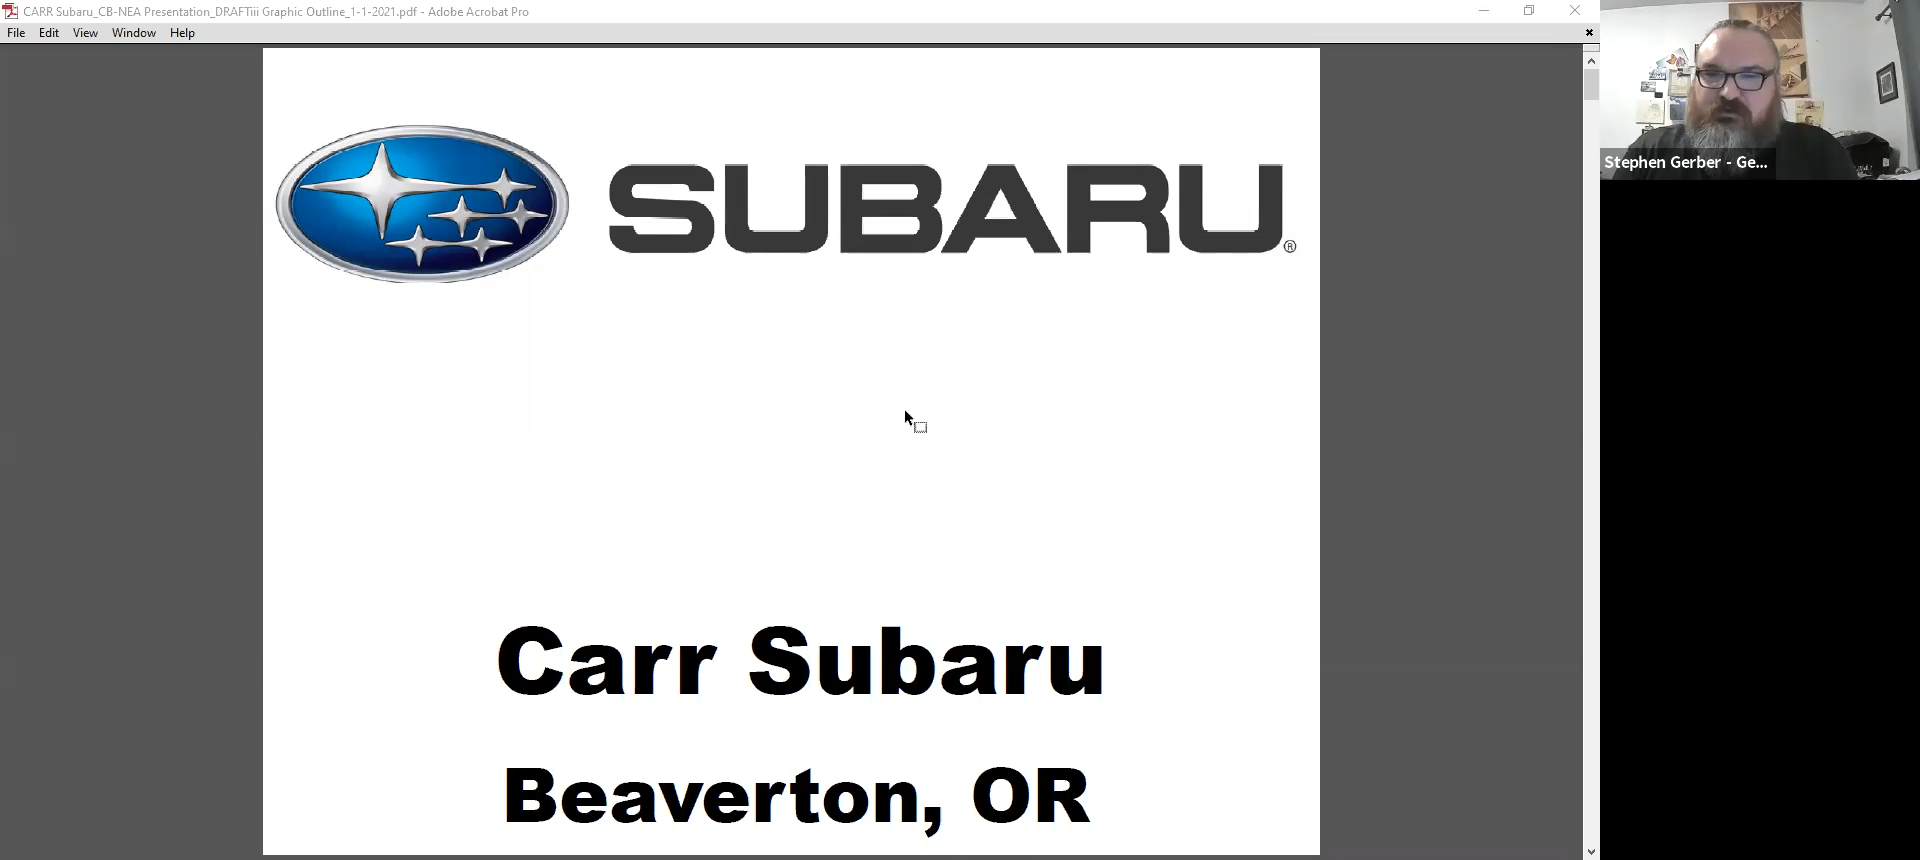 CARR Subaru_CB-NEA Presentation_DRAFTiii Graphic Outline_1-1-2021.pdf - Adobe Acrobat Pro
File Edit View Window Help
SUBARU®
Carr Subaru
Beaverton, OR
Stephen Gerber - Ge...